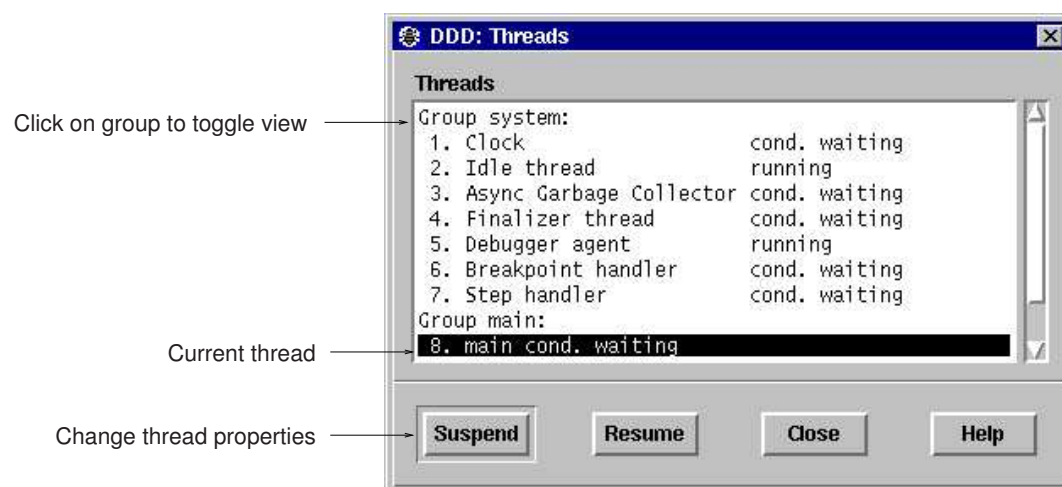 DDD: Threads
Threads
Click on group to toggle view
Group system:
1. Clock cond. waiting
2. Idle thread running
3. Async Garbage Collector cond. waiting
4. Finalizer thread cond. waiting
5. Debugger agent running
6. Breakpoint handler cond. waiting
7. Step handler cond. waiting
Group main:
Current thread
8. main cond. waiting
Change thread properties
Suspend Resume Close Help